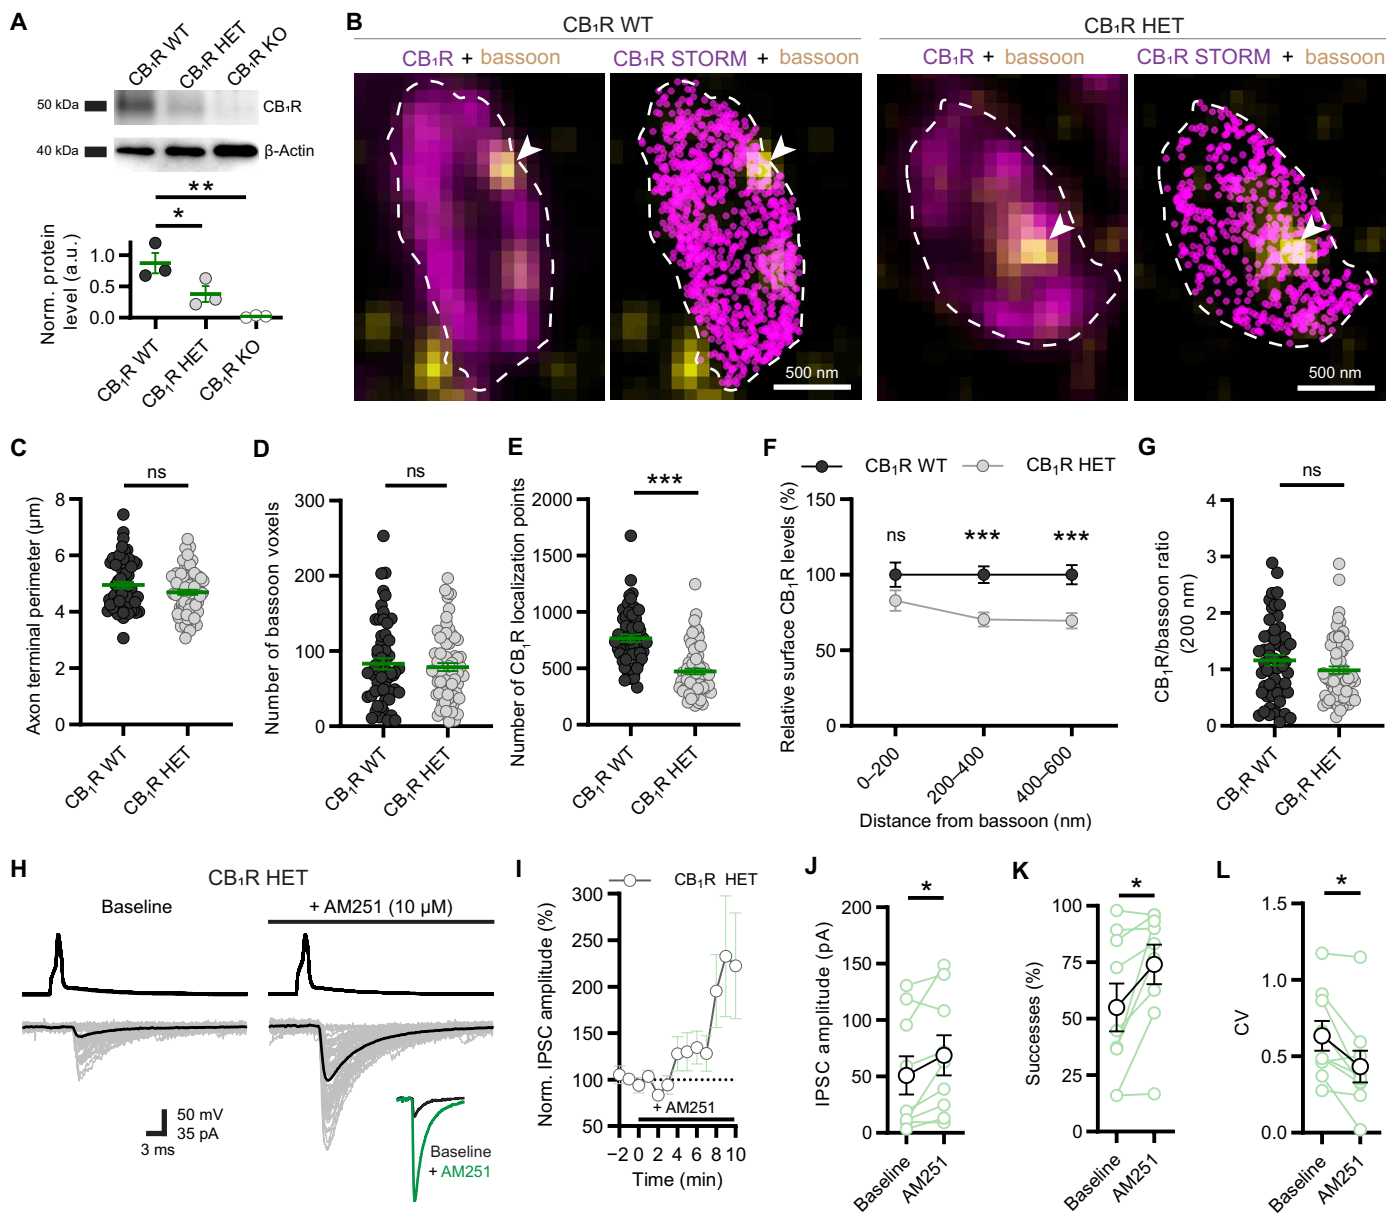 A
CB₁R WT
CB₁R HET
CB₁R KO
50 kDa
CB₁R
40 kDa
β-Actin
**
*
Norm. protein
level (a.u.)
1.0
0.5
0.0
CB₁R WT
CB₁R HET
CB₁R KO
B
CB₁R WT
CB₁R HET
CB₁R + bassoon
CB₁R STORM + bassoon
CB₁R + bassoon
CB₁R STORM + bassoon
500 nm
500 nm
C
ns
Axon terminal perimeter (µm)
8
6
4
2
0
CB₁R WT
CB₁R HET
D
ns
Number of bassoon voxels
300
200
100
0
CB₁R WT
CB₁R HET
E
***
Number of CB₁R localization points
2000
1500
1000
500
0
CB₁R WT
CB₁R HET
F
CB₁R WT
CB₁R HET
Relative surface CB₁R levels (%)
150
100
50
0
ns
***
***
0–200
200–400
400–600
Distance from bassoon (nm)
G
ns
CB₁R/bassoon ratio
(200 nm)
4
3
2
1
0
CB₁R WT
CB₁R HET
H
CB₁R HET
Baseline
+ AM251 (10 µM)
50 mV
35 pA
3 ms
Baseline
+ AM251
I
CB₁R HET
Norm. IPSC amplitude (%)
300
250
200
150
100
50
+ AM251
−2 0 2 4 6 8 10
Time (min)
J
*
IPSC amplitude (pA)
200
150
100
50
0
Baseline
AM251
K
*
Successes (%)
100
75
50
25
0
Baseline
AM251
L
*
CV
1.5
1.0
0.5
0.0
Baseline
AM251